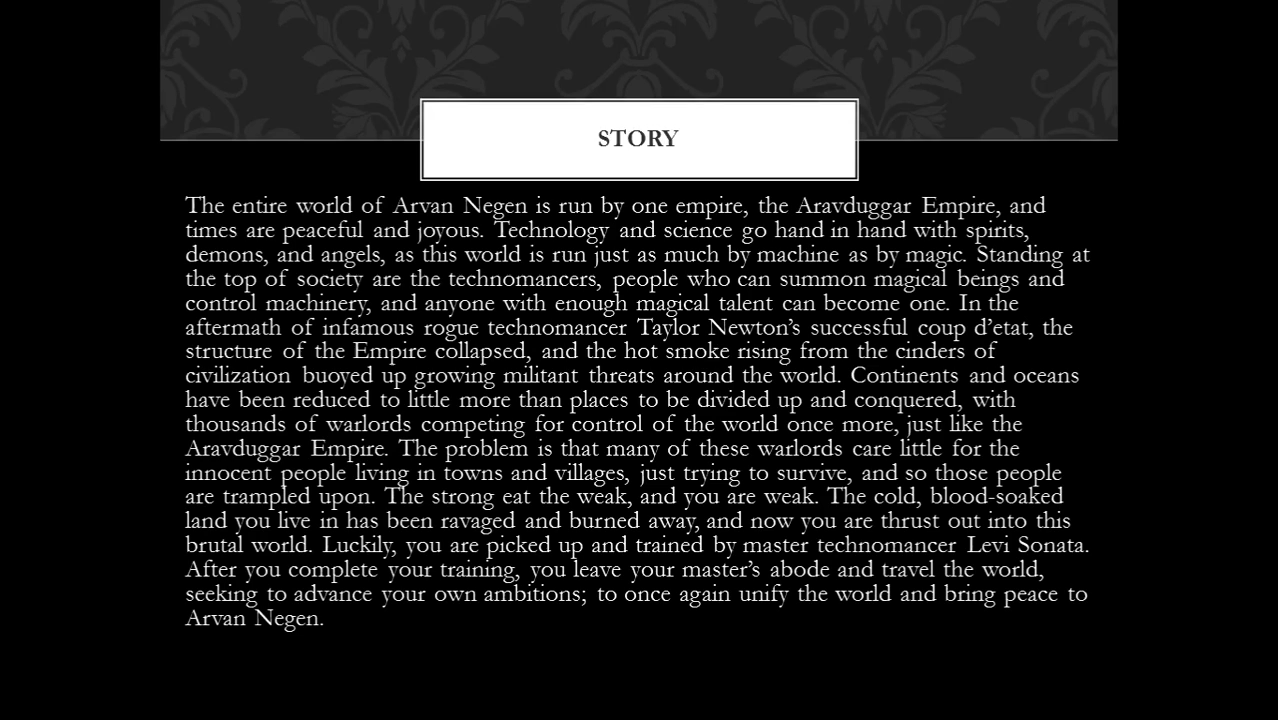 STORY
The entire world of Arvan Negen is run by one empire, the Aravduggar Empire, and
times are peaceful and joyous. Technology and science go hand in hand with spirits,
demons, and angels, as this world is run just as much by machine as by magic. Standing at
the top of society are the technomancers, people who can summon magical beings and
control machinery, and anyone with enough magical talent can become one. In the
aftermath of infamous rogue technomancer Taylor Newton’s successful coup d’etat, the
structure of the Empire collapsed, and the hot smoke rising from the cinders of
civilization buoyed up growing militant threats around the world. Continents and oceans
have been reduced to little more than places to be divided up and conquered, with
thousands of warlords competing for control of the world once more, just like the
Aravduggar Empire. The problem is that many of these warlords care little for the
innocent people living in towns and villages, just trying to survive, and so those people
are trampled upon. The strong eat the weak, and you are weak. The cold, blood-soaked
land you live in has been ravaged and burned away, and now you are thrust out into this
brutal world. Luckily, you are picked up and trained by master technomancer Levi Sonata.
After you complete your training, you leave your master’s abode and travel the world,
seeking to advance your own ambitions; to once again unify the world and bring peace to
Arvan Negen.